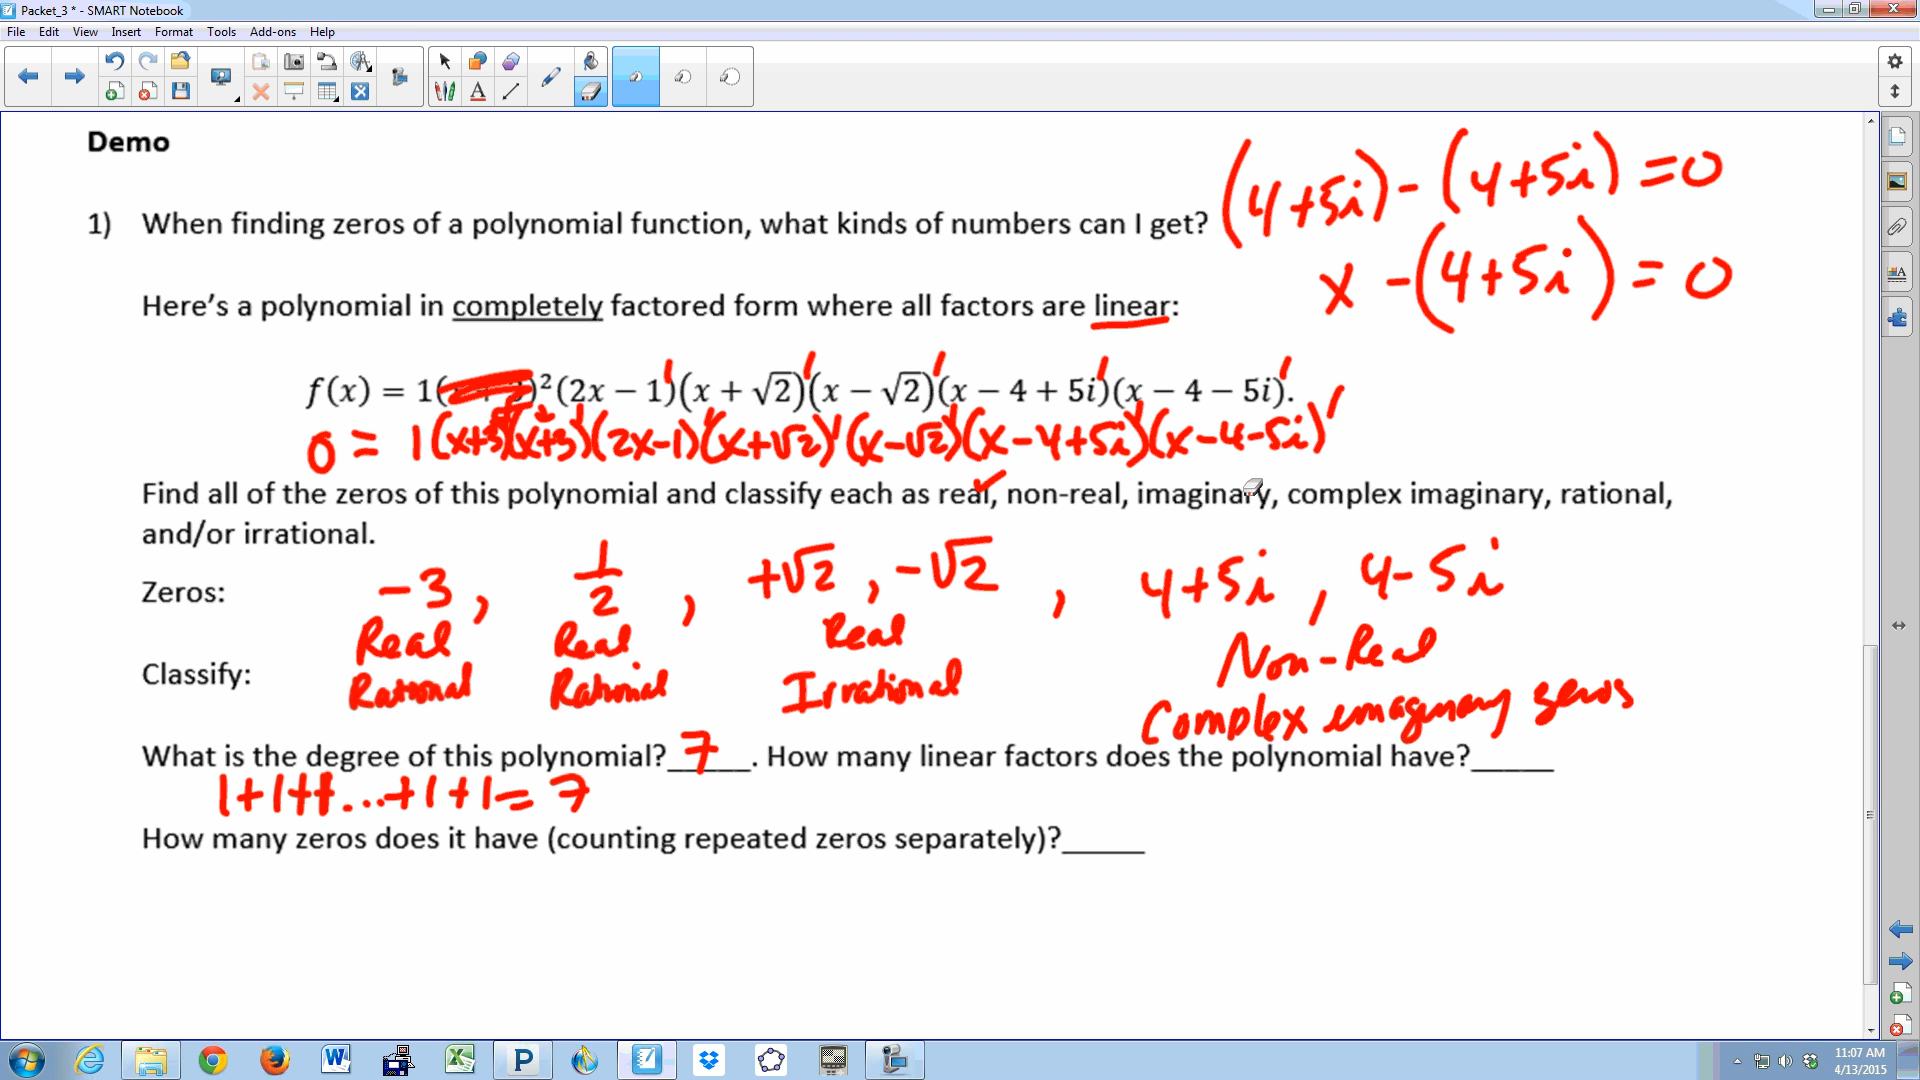 Packet_3 * - SMART Notebook
File Edit View Insert Format Tools Add-ons Help
Demo
(4+5i) - (4+5i) = 0
1) When finding zeros of a polynomial function, what kinds of numbers can I get?
x - (4+5i) = 0
Here's a polynomial in completely factored form where all factors are linear:
f(x) = 1( )²(2x − 1)(x + √2)(x − √2)(x − 4 + 5i)(x − 4 − 5i).
0 = 1(x+3)(x+3)(2x-1)(x+√2)(x-√2)(x-4+5i)(x-4-5i)
Find all of the zeros of this polynomial and classify each as real, non-real, imaginary, complex imaginary, rational,
and/or irrational.
Zeros: -3, 1/2, +√2, -√2, 4+5i, 4-5i
Real Real Real Non-Real
Classify: Rational Rational Irrational Complex imaginary zeros
What is the degree of this polynomial? 7 . How many linear factors does the polynomial have?_____
1+1+1...+1+1=7
How many zeros does it have (counting repeated zeros separately)?_____
11:07 AM
4/13/2015